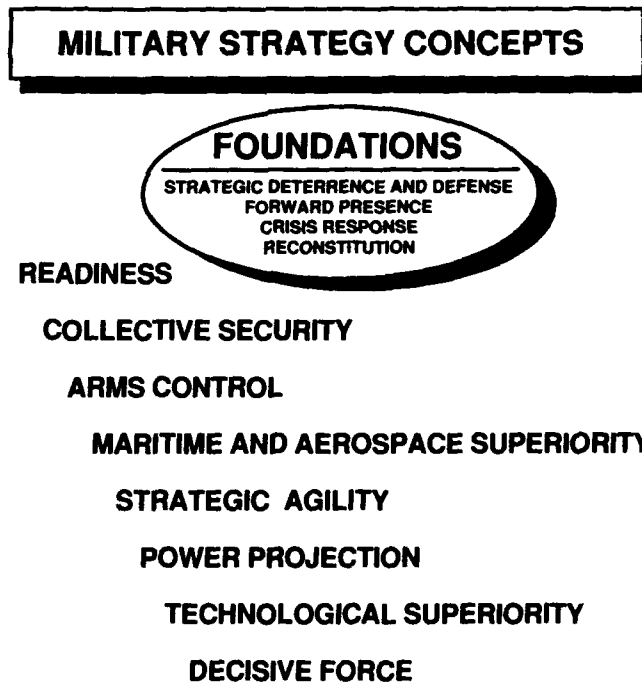 MILITARY STRATEGY CONCEPTS
FOUNDATIONS
STRATEGIC DETERRENCE AND DEFENSE
FORWARD PRESENCE
CRISIS RESPONSE
RECONSTITUTION
READINESS
COLLECTIVE SECURITY
ARMS CONTROL
MARITIME AND AEROSPACE SUPERIORITY
STRATEGIC AGILITY
POWER PROJECTION
TECHNOLOGICAL SUPERIORITY
DECISIVE FORCE